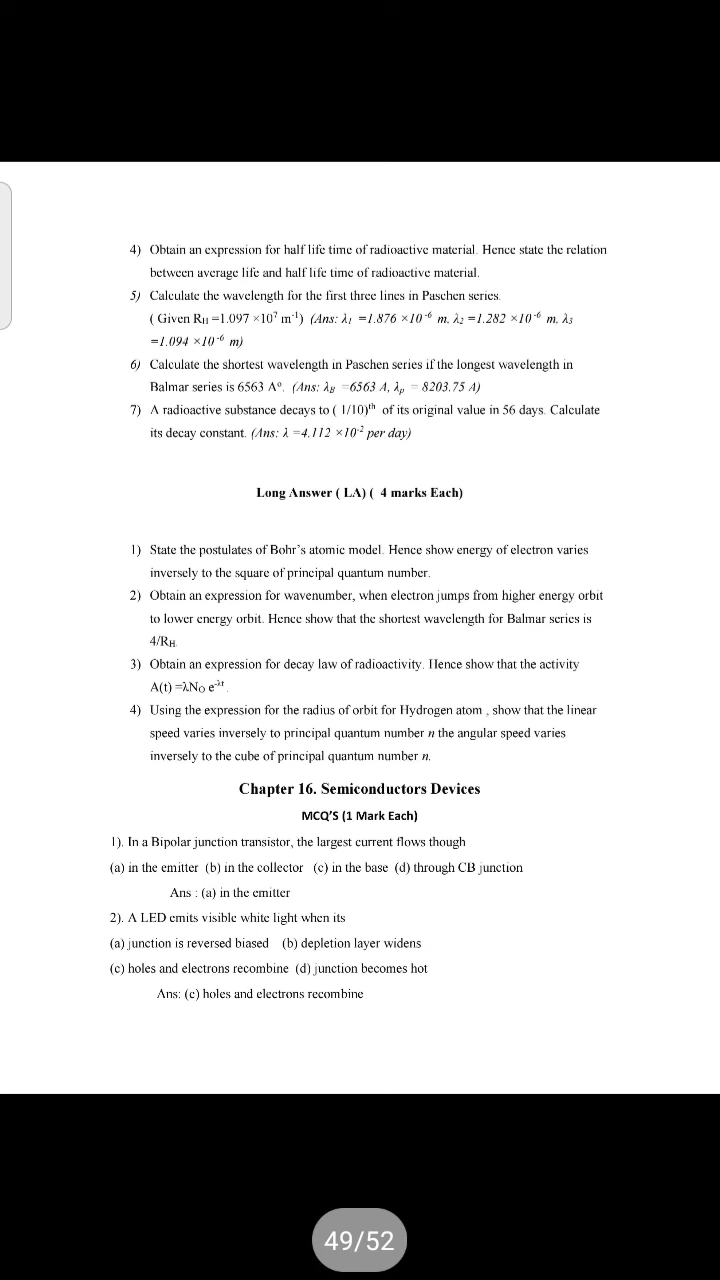 4) Obtain an expression for half life time of radioactive material. Hence state the relation
between average life and half life time of radioactive material.
5) Calculate the wavelength for the first three lines in Paschen series.
( Given R_H =1.097 ×10⁷ m⁻¹) (Ans: λ₁ =1.876 ×10⁻⁶ m, λ₂ =1.282 ×10⁻⁶ m, λ₃
=1.094 ×10⁻⁶ m)
6) Calculate the shortest wavelength in Paschen series if the longest wavelength in
Balmar series is 6563 Aº. (Ans: λ_B =6563 A, λ_p = 8203.75 A)
7) A radioactive substance decays to ( 1/10)ᵗʰ of its original value in 56 days. Calculate
its decay constant. (Ans: λ =4.112 ×10⁻² per day)
Long Answer ( LA) ( 4 marks Each)
1) State the postulates of Bohr’s atomic model. Hence show energy of electron varies
inversely to the square of principal quantum number.
2) Obtain an expression for wavenumber, when electron jumps from higher energy orbit
to lower energy orbit. Hence show that the shortest wavelength for Balmar series is
4/R_H.
3) Obtain an expression for decay law of radioactivity. Hence show that the activity
A(t) =λN_O e^-λt .
4) Using the expression for the radius of orbit for Hydrogen atom , show that the linear
speed varies inversely to principal quantum number n the angular speed varies
inversely to the cube of principal quantum number n.
Chapter 16. Semiconductors Devices
MCQ’S (1 Mark Each)
1). In a Bipolar junction transistor, the largest current flows though
(a) in the emitter (b) in the collector (c) in the base (d) through CB junction
Ans : (a) in the emitter
2). A LED emits visible white light when its
(a) junction is reversed biased (b) depletion layer widens
(c) holes and electrons recombine (d) junction becomes hot
Ans: (c) holes and electrons recombine
49/52